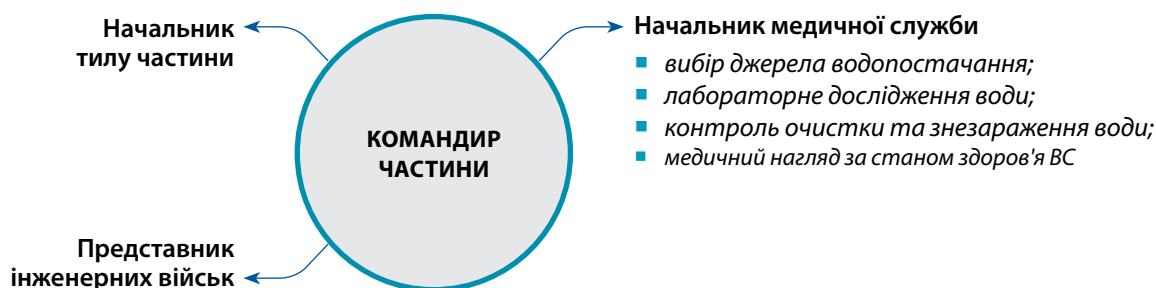 Начальник
тилу частини
КОМАНДИР
ЧАСТИНИ
Представник
інженерних військ
Начальник медичної служби
вибір джерела водопостачання;
лабораторне дослідження води;
контроль очистки та знезараження води;
медичний нагляд за станом здоров'я ВС